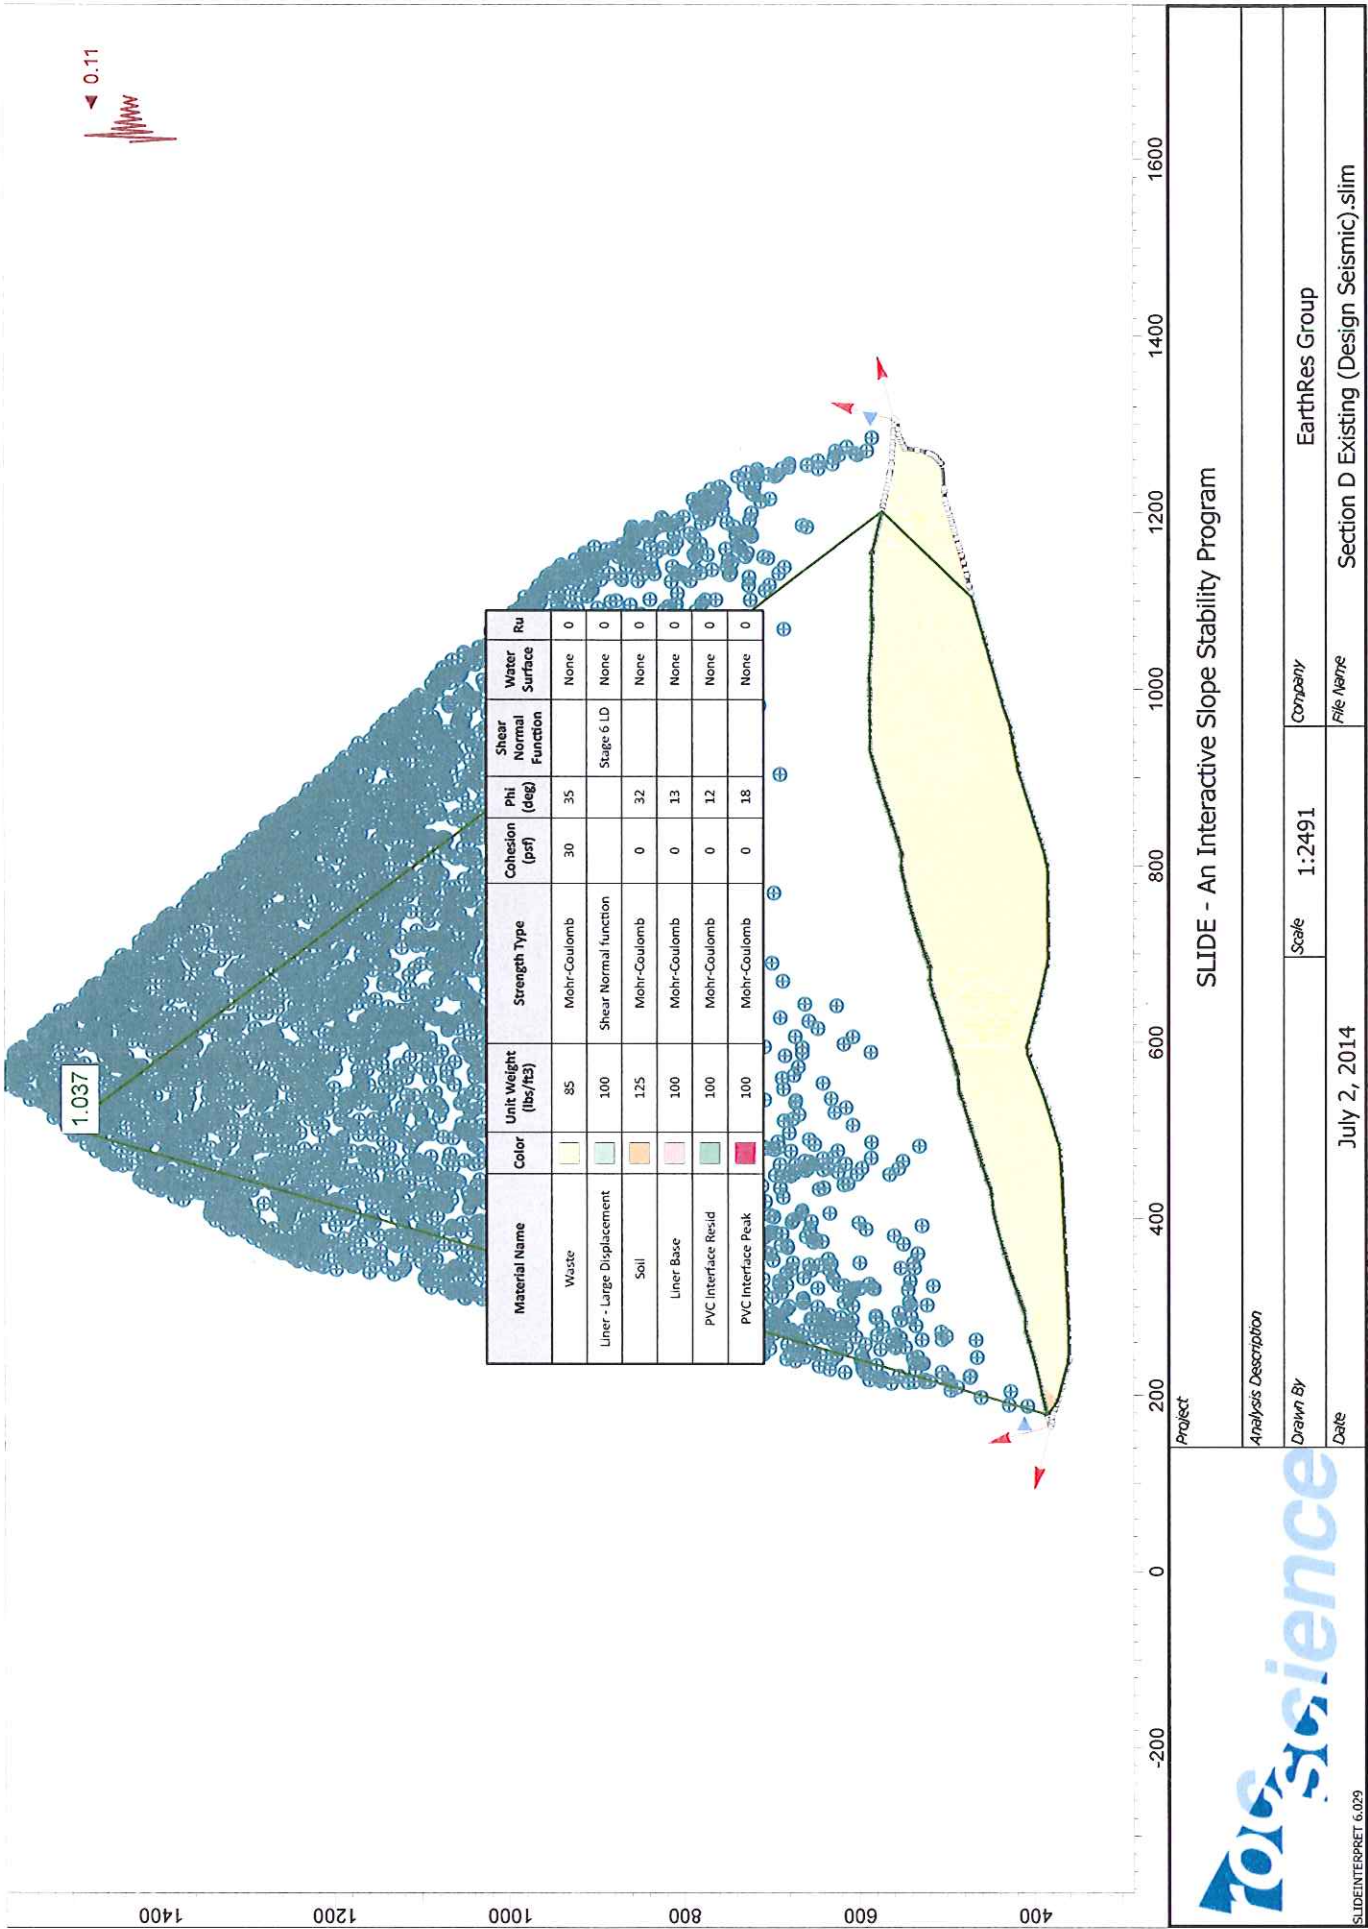 0.11
1.037
Material Name Color Unit Weight (lbs/ft3) Strength Type Cohesion (psf) Phi (deg) Shear Normal Function Water Surface Ru
Waste 85 Mohr-Coulomb 30 35 None 0
Liner - Large Displacement 100 Shear Normal function Stage 6 LD None 0
Soil 125 Mohr-Coulomb 0 32 None 0
Liner Base 100 Mohr-Coulomb 0 13 None 0
PVC Interface Resid 100 Mohr-Coulomb 0 12 None 0
PVC Interface Peak 100 Mohr-Coulomb 0 18 None 0
1400
1200
1000
800
600
400
-200 0 200 400 600 800 1000 1200 1400 1600
rocscience
Project
SLIDE - An Interactive Slope Stability Program
Analysis Description
Drawn By
Scale 1:2491
Company EarthRes Group
Date July 2, 2014
File Name Section D Existing (Design Seismic).slim
SLIDEINTERPRET 6.029